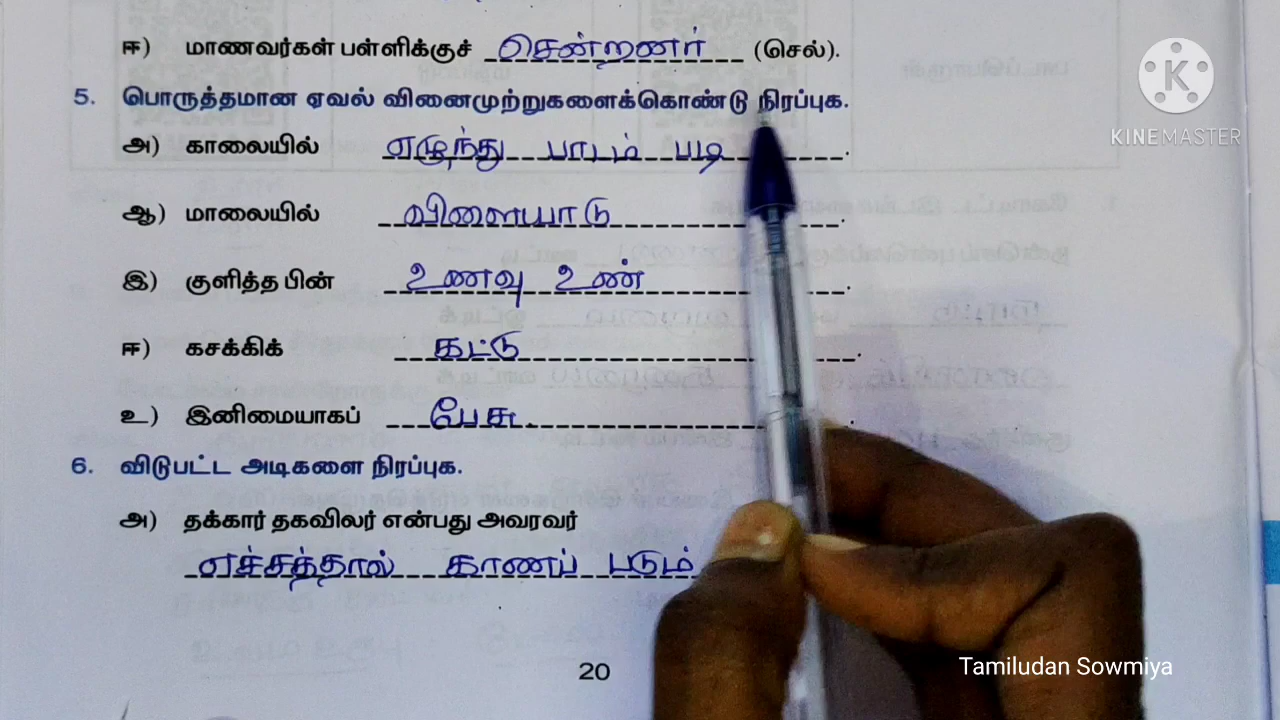 ஈ) மாணவர்கள் பள்ளிக்குச் சென்றனர் (செல்).
5. பொருத்தமான ஏவல் வினைமுற்றுகளைக்கொண்டு நிரப்புக.
அ) காலையில் எழுந்து பாடம் படி.
ஆ) மாலையில் விளையாடு.
இ) குளித்த பின் உணவு உண்.
ஈ) கசக்கிக் கட்டு.
உ) இனிமையாகப் பேசு.
6. விடுபட்ட அடிகளை நிரப்புக.
அ) தக்கார் தகவிலர் என்பது அவரவர்
எச்சத்தால் காணப் படும்
20
K
KINEMASTER
Tamiludan Sowmiya